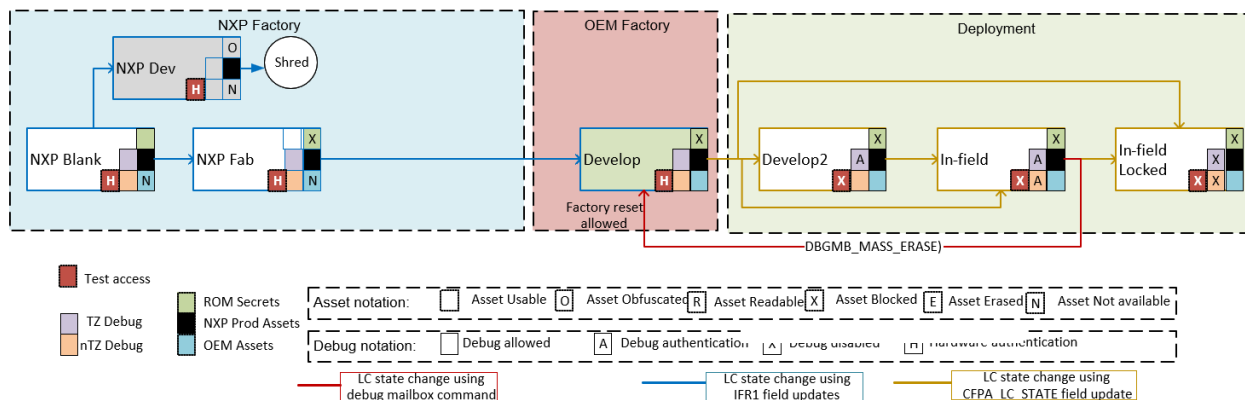 NXP Factory
OEM Factory
Deployment
O
NXP Dev
Shred
H
N
X
X
X
X
X
NXP Blank
NXP Fab
Develop
Develop2
A
In-field
A
In-field
Locked
X
H
N
H
N
H
X
X
A
X
X
Factory reset
allowed
DBGMB_MASS_ERASE)
Test access
ROM Secrets
TZ Debug
NXP Prod Assets
nTZ Debug
OEM Assets
Asset notation:
Asset Usable
O
Asset Obfuscated
R
Asset Readable
X
Asset Blocked
E
Asset Erased
N
Asset Not available
Debug notation:
Debug allowed
A
Debug authentication
X
Debug disabled
H
Hardware authentication
LC state change using
debug mailbox command
LC state change using
IFR1 field updates
LC state change using
CFPA_LC_STATE field update